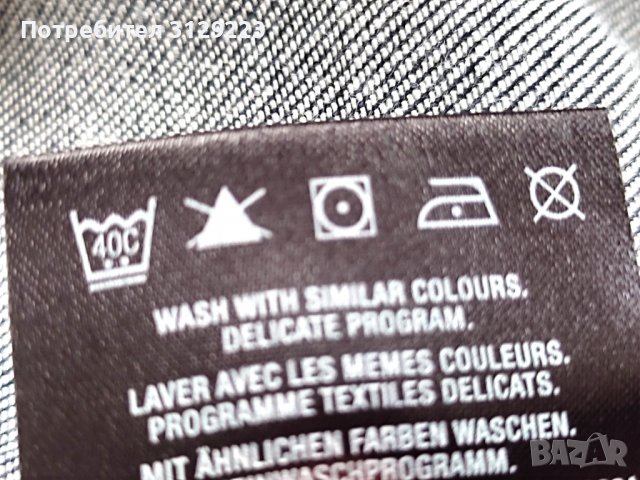 Потребител 3129223
40C
WASH WITH SIMILAR COLOURS.
DELICATE PROGRAM.
LAVER AVEC LES MEMES COULEURS.
PROGRAMME TEXTILES DELICATS.
MIT ÄHNLICHEN FARBEN WASCHEN.
BAZAR